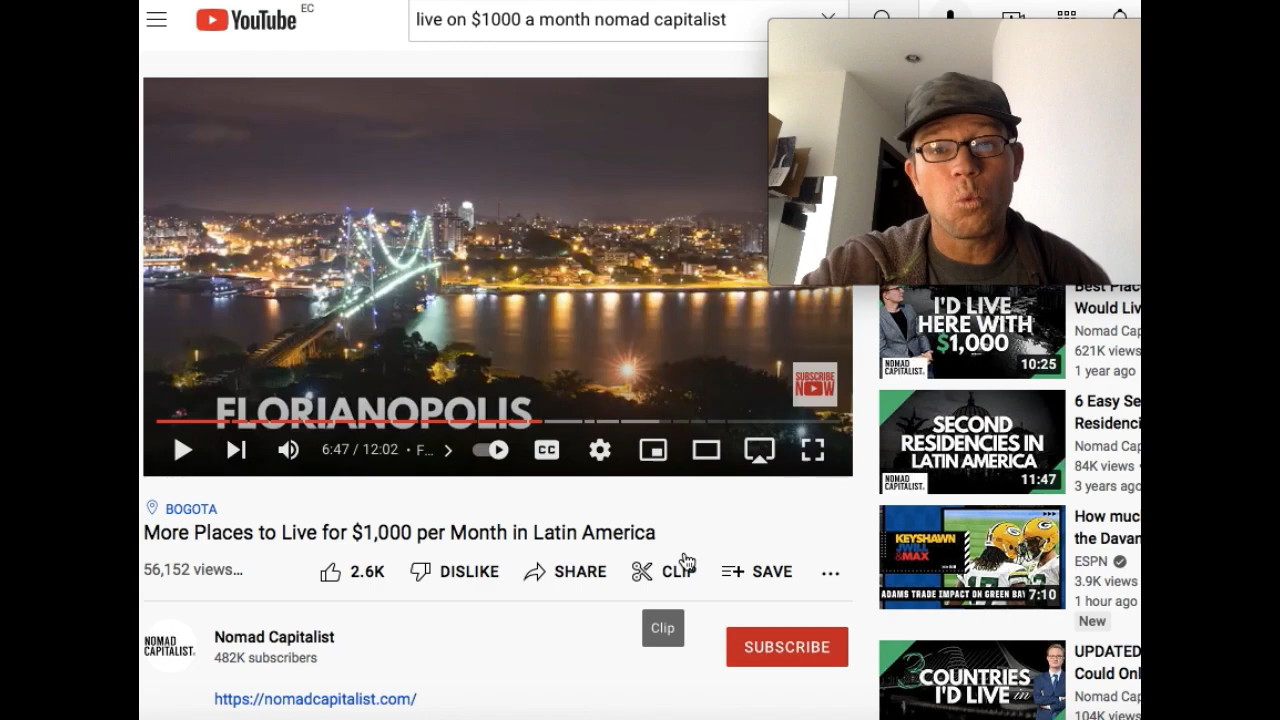 YouTube
EC
live on $1000 a month nomad capitalist
SUBSCRIBE
NOW
FLORIANOPOLIS
6:47 / 12:02 • F...
CC
BOGOTA
More Places to Live for $1,000 per Month in Latin America
56,152 views...
2.6K
DISLIKE
SHARE
CLIP
SAVE
Clip
NOMAD
CAPITALIST.
Nomad Capitalist
482K subscribers
SUBSCRIBE
https://nomadcapitalist.com/
I'D LIVE
HERE WITH
$1,000
NOMAD
CAPITALIST.
10:25
Best Plac
Would Liv
Nomad Cap
621K views
1 year ago
SECOND
RESIDENCIES IN
LATIN AMERICA
NOMAD
CAPITALIST.
11:47
6 Easy Se
Residenci
Nomad Cap
84K views
3 years ago
KEYSHAWN
JWILL
&MAX
ADAMS TRADE IMPACT ON GREEN BAY
7:10
How muc
the Davan
ESPN
3.9K views
1 hour ago
New
3
COUNTRIES
I'D LIVE in
UPDATED
Could Onl
Nomad Cap
104K views